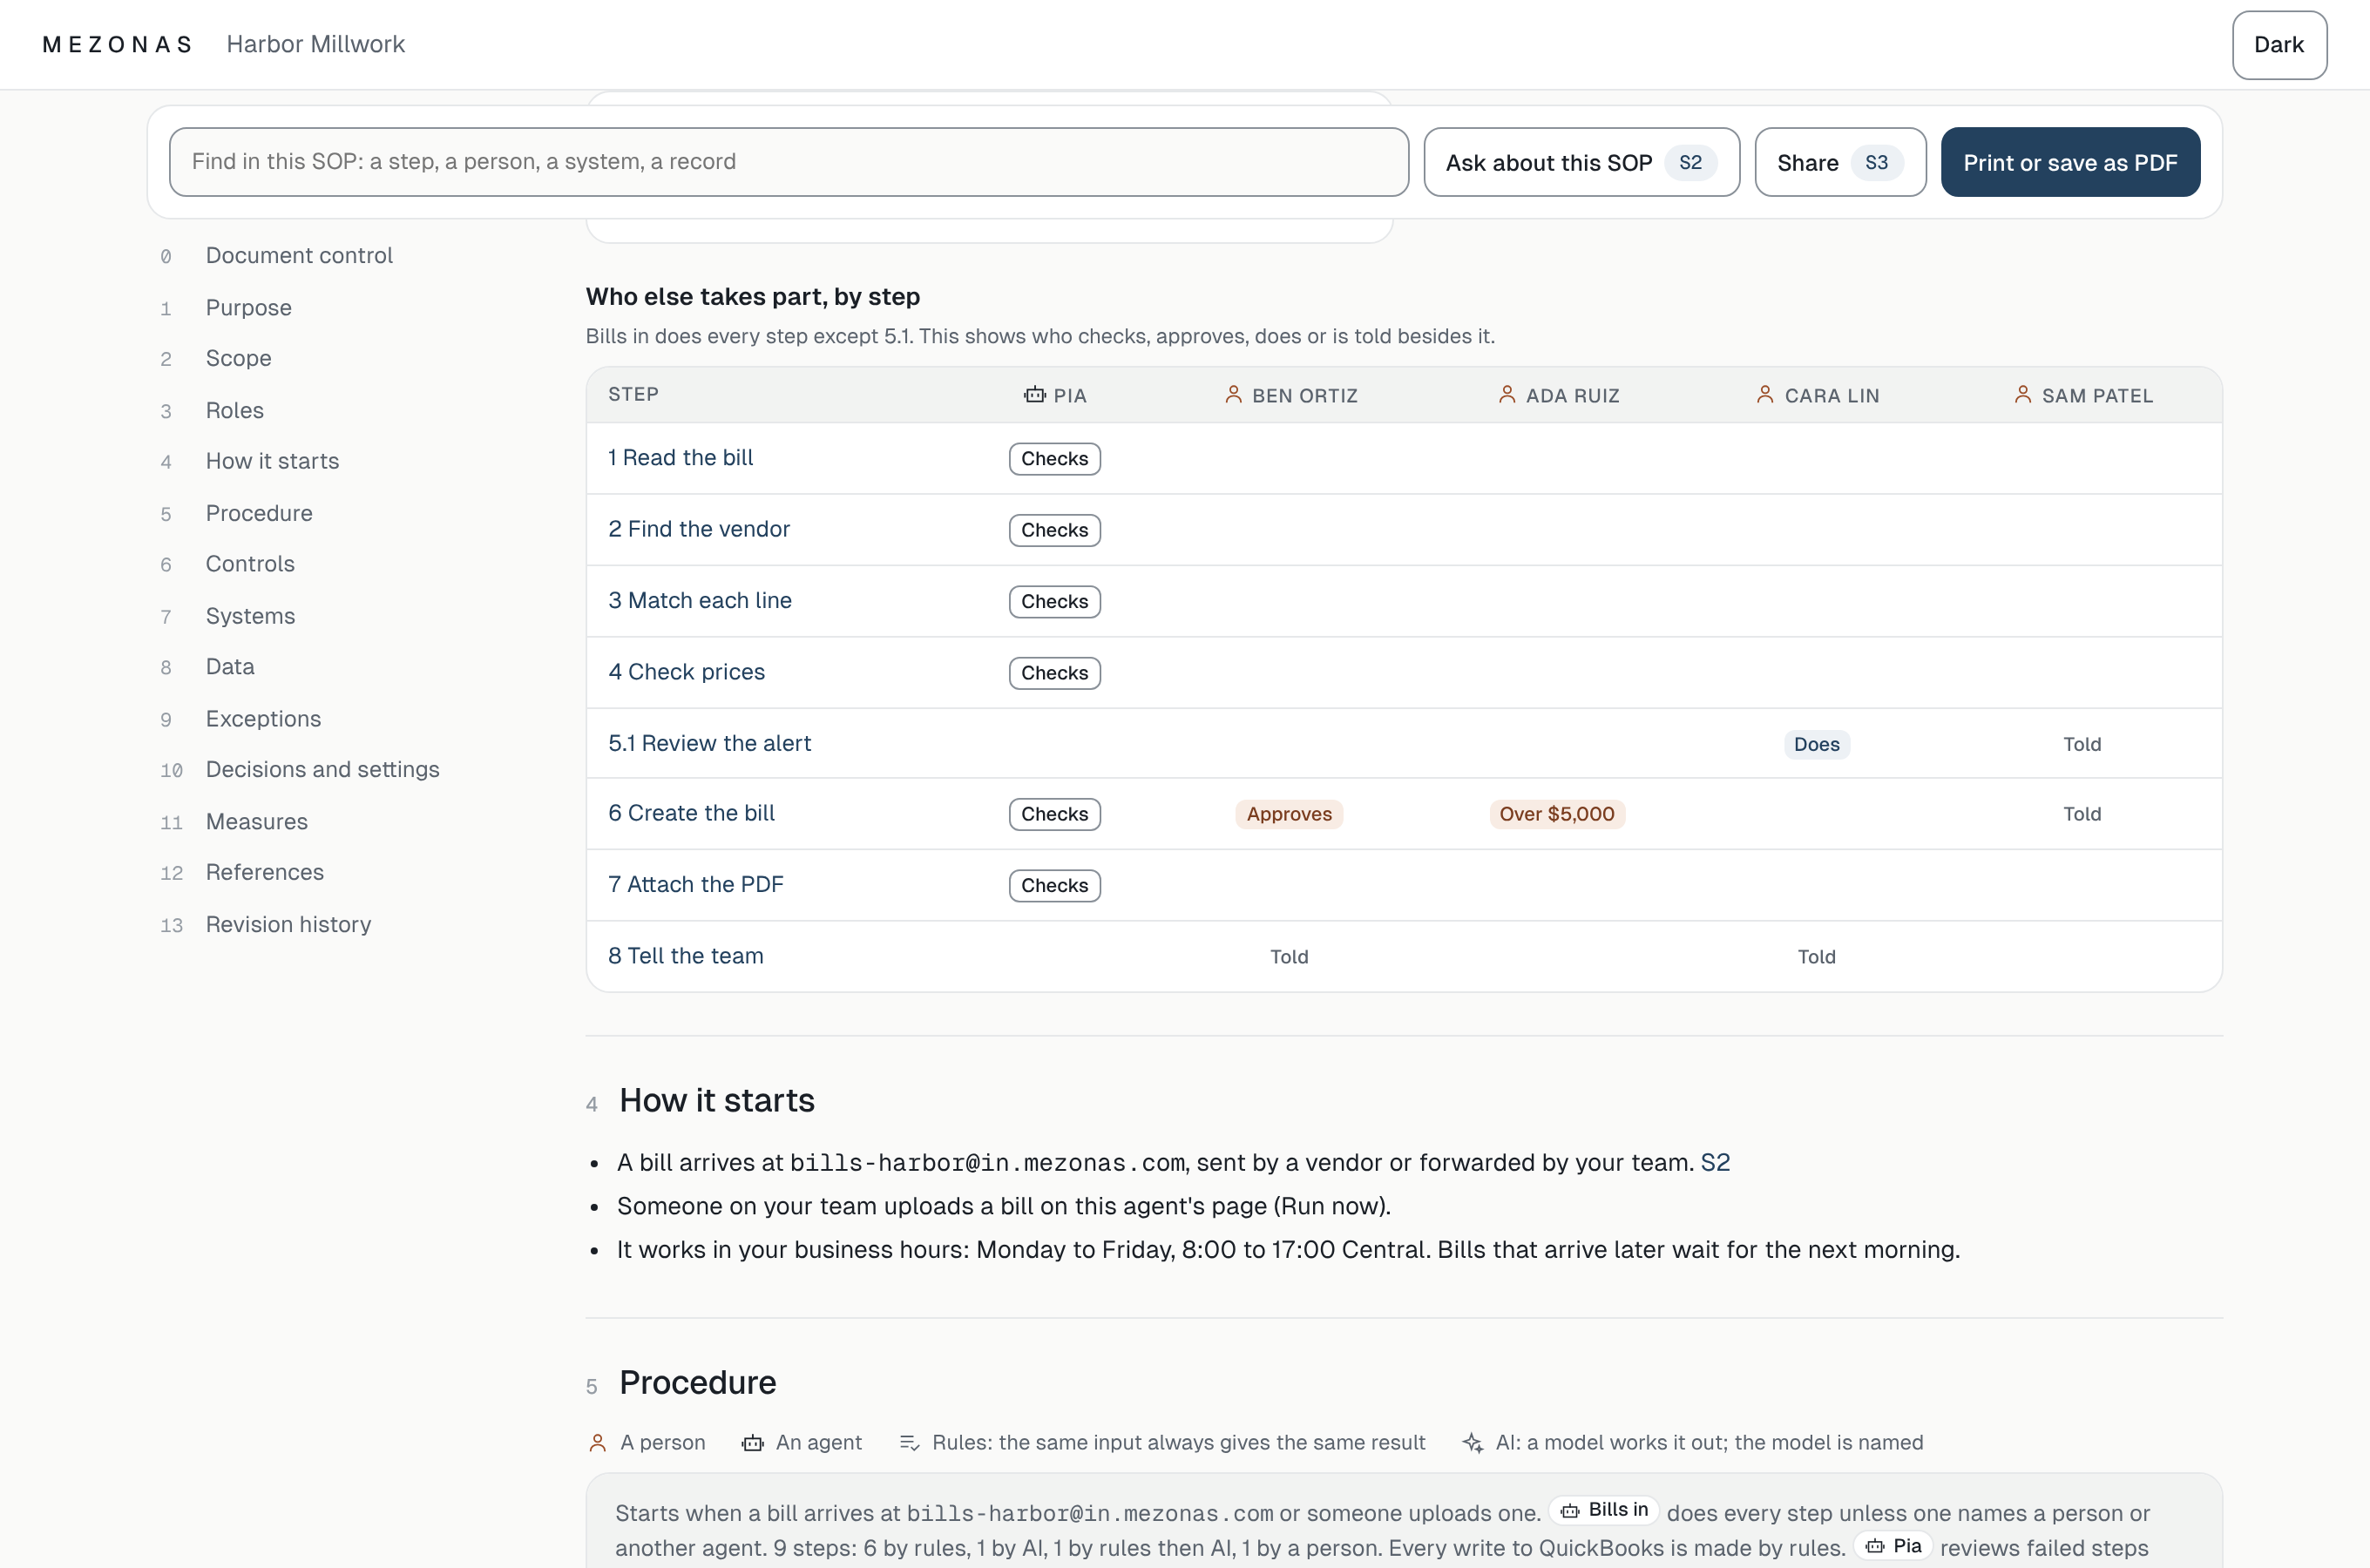 MEZONAS Harbor Millwork Dark
Find in this SOP: a step, a person, a system, a record Ask about this SOP S2 Share S3 Print or save as PDF
0 Document control
1 Purpose
2 Scope
3 Roles
4 How it starts
5 Procedure
6 Controls
7 Systems
8 Data
9 Exceptions
10 Decisions and settings
11 Measures
12 References
13 Revision history
Who else takes part, by step
Bills in does every step except 5.1. This shows who checks, approves, does or is told besides it.
STEP PIA BEN ORTIZ ADA RUIZ CARA LIN SAM PATEL
1 Read the bill Checks
2 Find the vendor Checks
3 Match each line Checks
4 Check prices Checks
5.1 Review the alert Does Told
6 Create the bill Checks Approves Over $5,000 Told
7 Attach the PDF Checks
8 Tell the team Told Told
4 How it starts
• A bill arrives at bills-harbor@in.mezonas.com, sent by a vendor or forwarded by your team. S2
• Someone on your team uploads a bill on this agent's page (Run now).
• It works in your business hours: Monday to Friday, 8:00 to 17:00 Central. Bills that arrive later wait for the next morning.
5 Procedure
A person An agent Rules: the same input always gives the same result AI: a model works it out; the model is named
Starts when a bill arrives at bills-harbor@in.mezonas.com or someone uploads one. Bills in does every step unless one names a person or
another agent. 9 steps: 6 by rules, 1 by AI, 1 by rules then AI, 1 by a person. Every write to QuickBooks is made by rules. Pia reviews failed steps